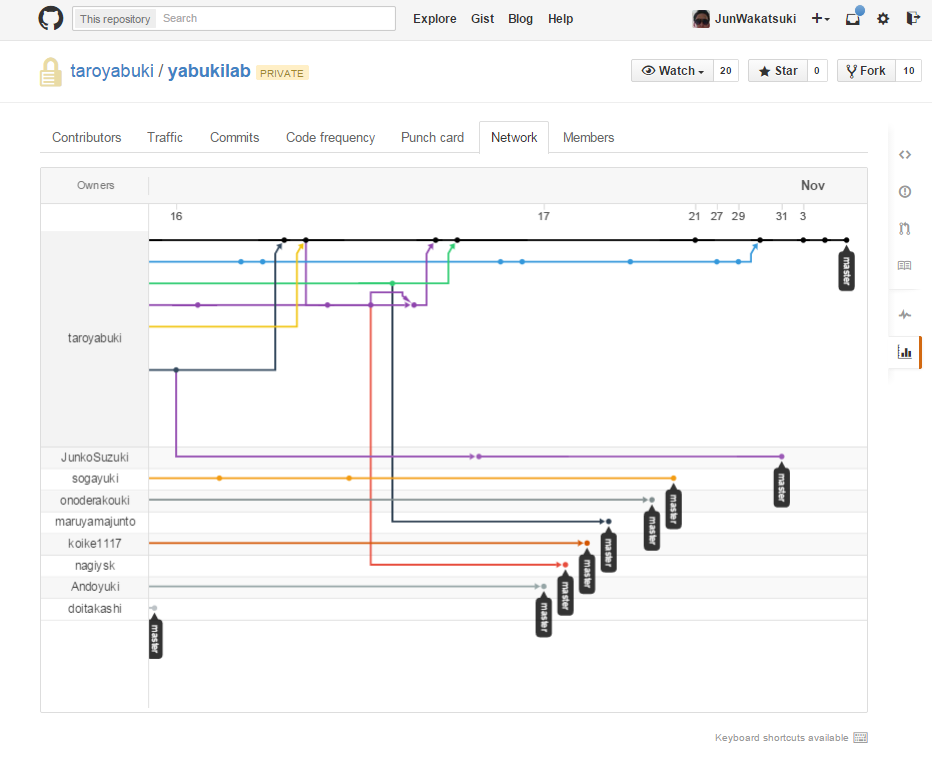 This repository Search Explore Gist Blog Help JunWakatsuki
taroyabuki / yabukilab PRIVATE Watch 20 Star 0 Fork 10
Contributors Traffic Commits Code frequency Punch card Network Members
Owners Nov
16 17 21 27 29 31 3
master
taroyabuki
JunkoSuzuki
master
sogayuki
master
onoderakouki
master
maruyamajunto
master
koike1117
master
nagiysk
master
Andoyuki
master
doitakashi
master
Keyboard shortcuts available